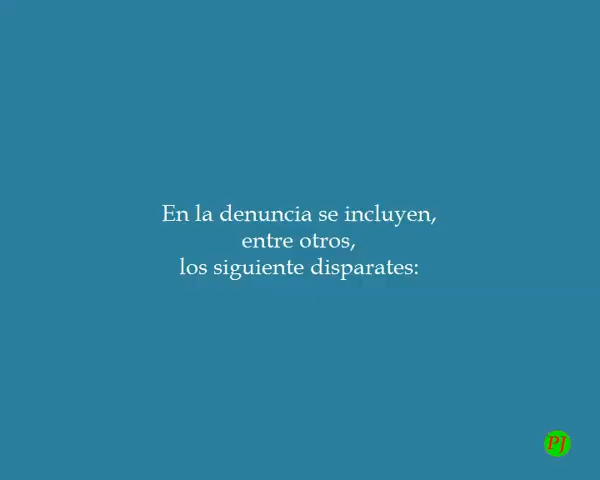 En la denuncia se incluyen,
entre otros,
los siguiente disparates:
PJ